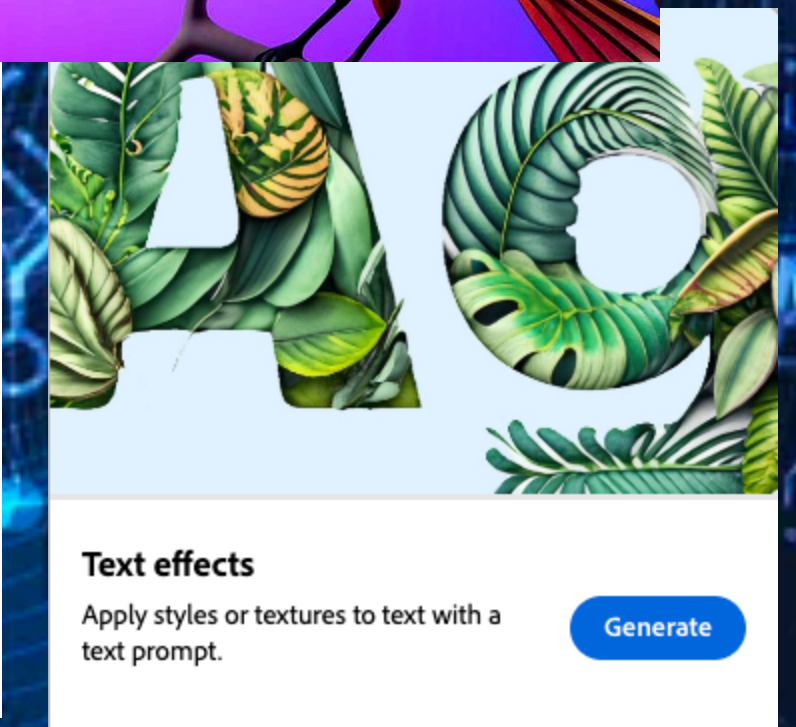 Ag
Text effects
Apply styles or textures to text with a
text prompt.
Generate